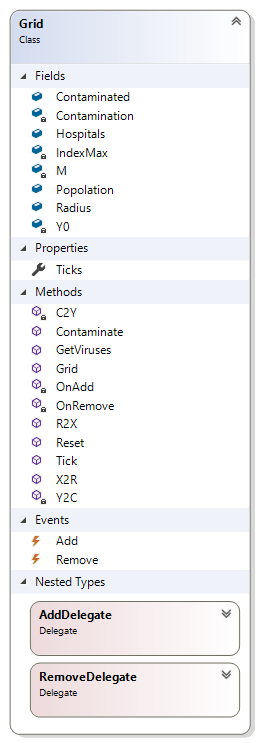 Grid
Class
Fields
Contaminated
Contamination
Hospitals
IndexMax
M
Popolation
Radius
Y0
Properties
Ticks
Methods
C2Y
Contaminate
GetViruses
Grid
OnAdd
OnRemove
R2X
Reset
Tick
X2R
Y2C
Events
Add
Remove
Nested Types
AddDelegate
Delegate
RemoveDelegate
Delegate